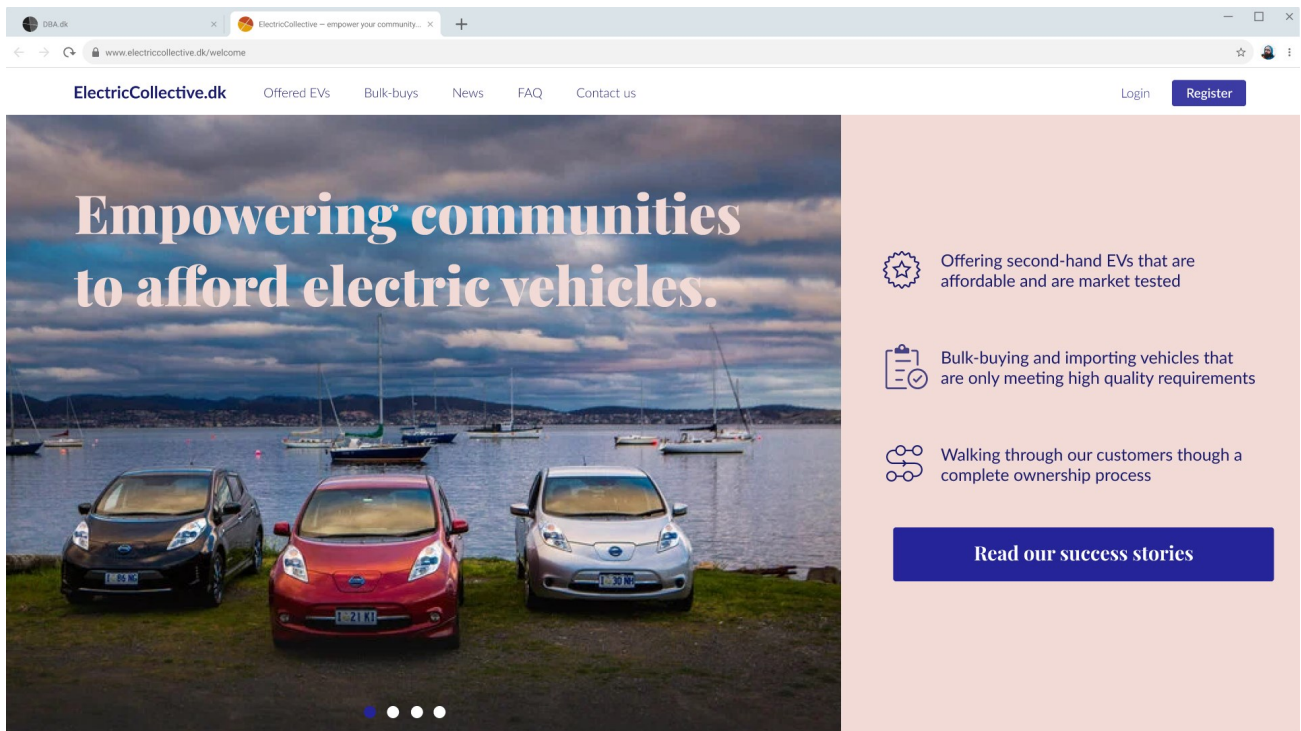 DBA.dk
ElectricCollective – empower your community...
www.electriccollective.dk/welcome
ElectricCollective.dk
Offered EVs
Bulk-buys
News
FAQ
Contact us
Login
Register
Empowering communities
to afford electric vehicles.
Offering second-hand EVs that are
affordable and are market tested
Bulk-buying and importing vehicles that
are only meeting high quality requirements
Walking through our customers though a
complete ownership process
Read our success stories